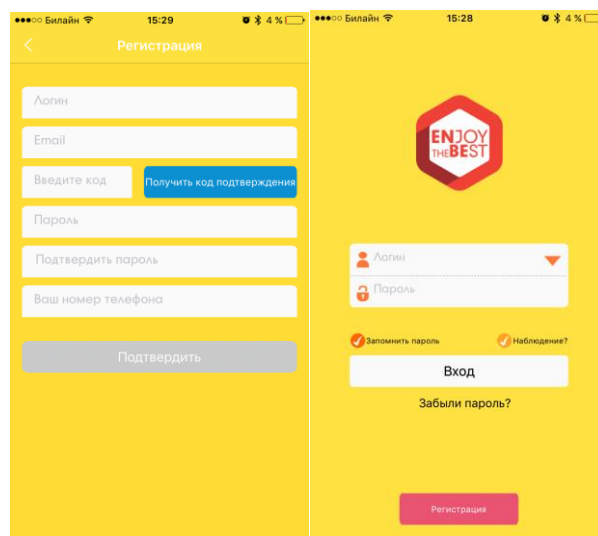 Билайн 15:29 4 %
Регистрация
Логин
Email
Введите код
Получить код подтверждения
Пароль
Подтвердить пароль
Ваш номер телефона
Подтвердить
Билайн 15:28 4 %
ENJOY
THE BEST
Логин
Пароль
Запомнить пароль
Наблюдение?
Вход
Забыли пароль?
Регистрация